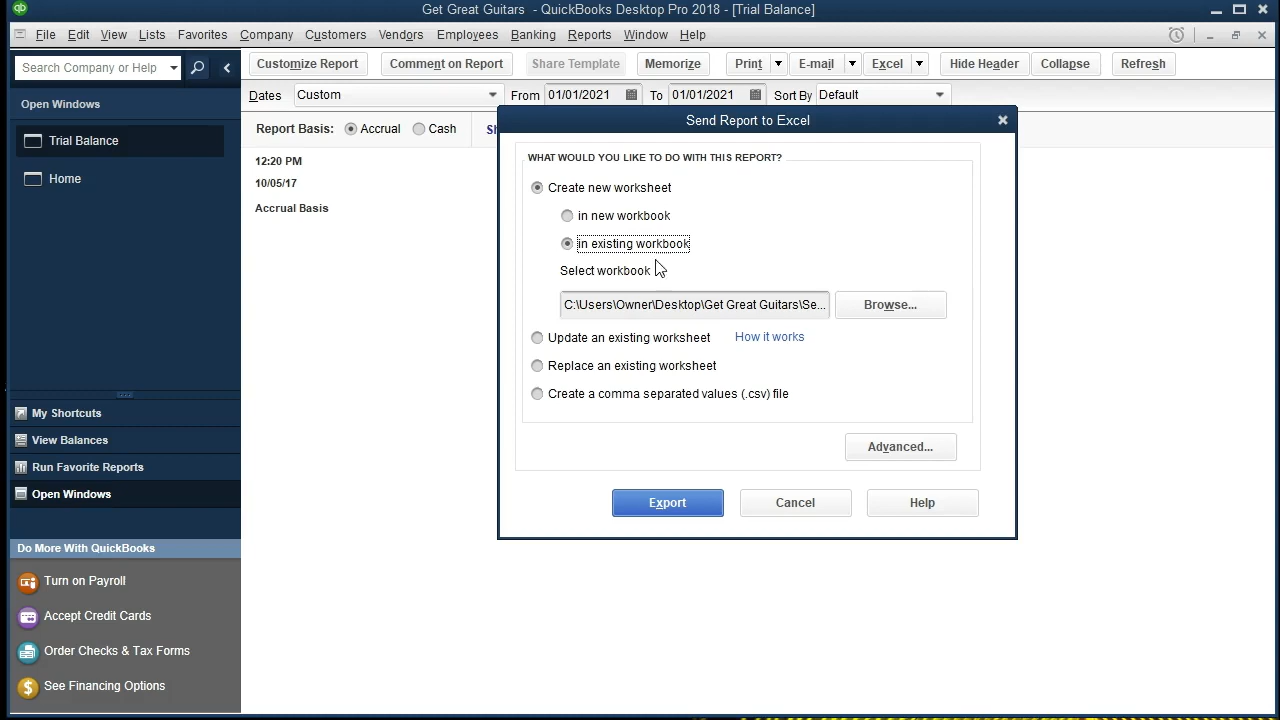 qb
Get Great Guitars - QuickBooks Desktop Pro 2018 - [Trial Balance]
File Edit View Lists Favorites Company Customers Vendors Employees Banking Reports Window Help
Search Company or Help
Customize Report Comment on Report Share Template Memorize Print E-mail Excel Hide Header Collapse Refresh
Open Windows
Dates Custom From 01/01/2021 To 01/01/2021 Sort By Default
Report Basis: Accrual Cash
Trial Balance
Home
12:20 PM
10/05/17
Accrual Basis
Send Report to Excel
WHAT WOULD YOU LIKE TO DO WITH THIS REPORT?
Create new worksheet
in new workbook
in existing workbook
Select workbook
C:\Users\Owner\Desktop\Get Great Guitars\Se... Browse...
Update an existing worksheet How it works
Replace an existing worksheet
Create a comma separated values (.csv) file
Advanced...
Export Cancel Help
My Shortcuts
View Balances
Run Favorite Reports
Open Windows
Do More With QuickBooks
Turn on Payroll
Accept Credit Cards
Order Checks & Tax Forms
$ See Financing Options